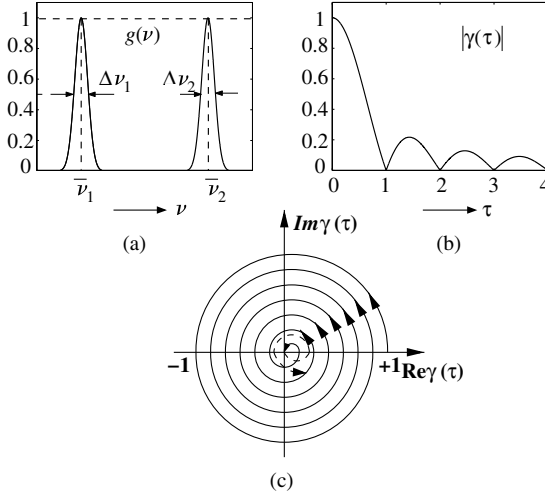 1
0.8
0.6
0.4
0.2
0
g(ν)
Δν₁
Λν₂
ν̅₁
ν̅₂
ν
(a)
1
0.8
0.6
0.4
0.2
0
|γ(τ)|
0 1 2 3 4
τ
(b)
Imγ(τ)
−1
+1 Reγ(τ)
(c)